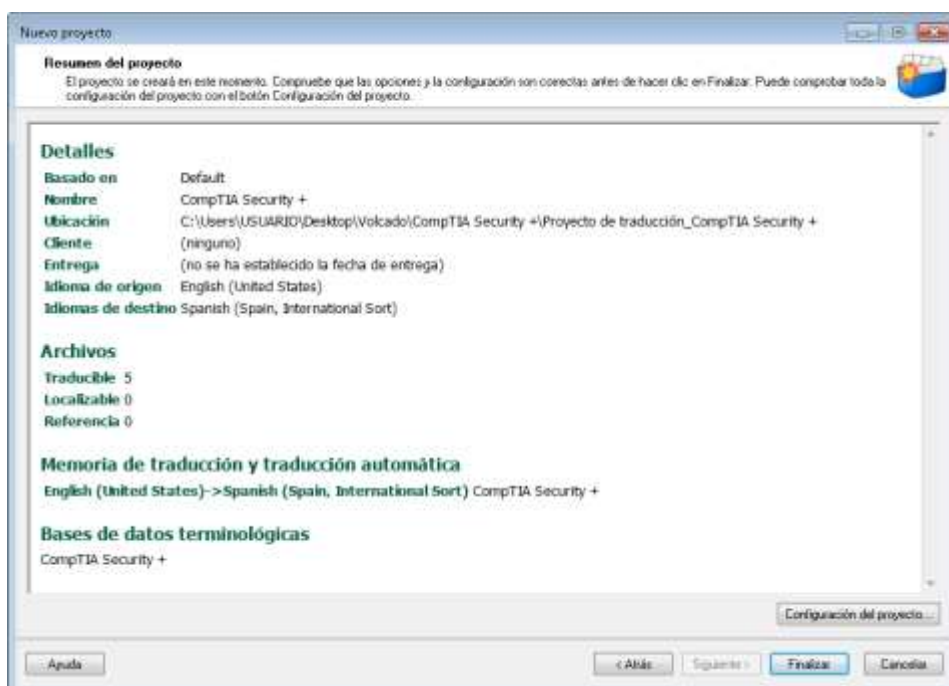 Nuevo proyecto
Resumen del proyecto
El proyecto se creará en este momento. Compruebe que las opciones y la configuración son correctas antes de hacer clic en Finalizar. Puede comprobar toda la
configuración del proyecto con el botón Configuración del proyecto.
Detalles
Basado en Default
Nombre CompTIA Security +
Ubicación C:\Users\USUARIO\Desktop\Volcado\CompTIA Security +\Proyecto de traducción_CompTIA Security +
Cliente (ninguno)
Entrega (no se ha establecido la fecha de entrega)
Idioma de origen English (United States)
Idiomas de destino Spanish (Spain, International Sort)
Archivos
Traducible 5
Localizable 0
Referencia 0
Memoria de traducción y traducción automática
English (United States)->Spanish (Spain, International Sort) CompTIA Security +
Bases de datos terminológicas
CompTIA Security +
Configuración del proyecto...
Ayuda < Atrás Siguiente > Finalizar Cancelar